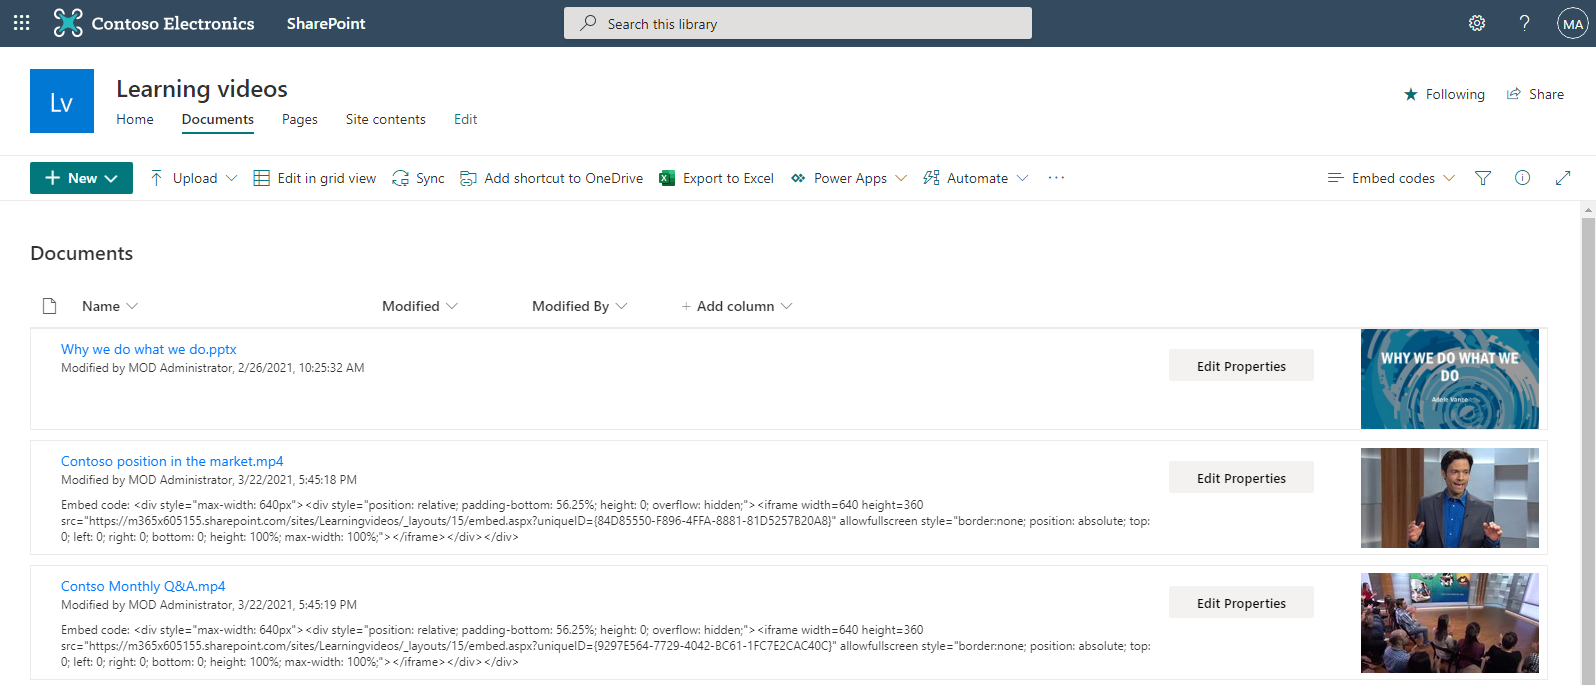 Contoso Electronics SharePoint Search this library ? MA
Lv
Learning videos
Following Share
Home Documents Pages Site contents Edit
New Upload Edit in grid view Sync Add shortcut to OneDrive Export to Excel Power Apps Automate ··· Embed codes
Documents
Name Modified Modified By + Add column
Why we do what we do.pptx
Modified by MOD Administrator, 2/26/2021, 10:25:32 AM
Edit Properties
WHY WE DO WHAT WE
DO
Adele Vance
Contoso position in the market.mp4
Modified by MOD Administrator, 3/22/2021, 5:45:18 PM
Edit Properties
Embed code: <div style="max-width: 640px"><div style="position: relative; padding-bottom: 56.25%; height: 0; overflow: hidden;"><iframe width=640 height=360
src="https://m365x605155.sharepoint.com/sites/Learningvideos/_layouts/15/embed.aspx?uniqueID={84D85550-F896-4FFA-8881-81D5257B20A8}" allowfullscreen style="border:none; position: absolute; top:
0; left: 0; right: 0; bottom: 0; height: 100%; max-width: 100%;"></iframe></div></div>
Contso Monthly Q&A.mp4
Modified by MOD Administrator, 3/22/2021, 5:45:19 PM
Edit Properties
Embed code: <div style="max-width: 640px"><div style="position: relative; padding-bottom: 56.25%; height: 0; overflow: hidden;"><iframe width=640 height=360
src="https://m365x605155.sharepoint.com/sites/Learningvideos/_layouts/15/embed.aspx?uniqueID={9297E564-7729-4042-BC61-1FC7E2CAC40C}" allowfullscreen style="border:none; position: absolute; top:
0; left: 0; right: 0; bottom: 0; height: 100%; max-width: 100%;"></iframe></div></div>